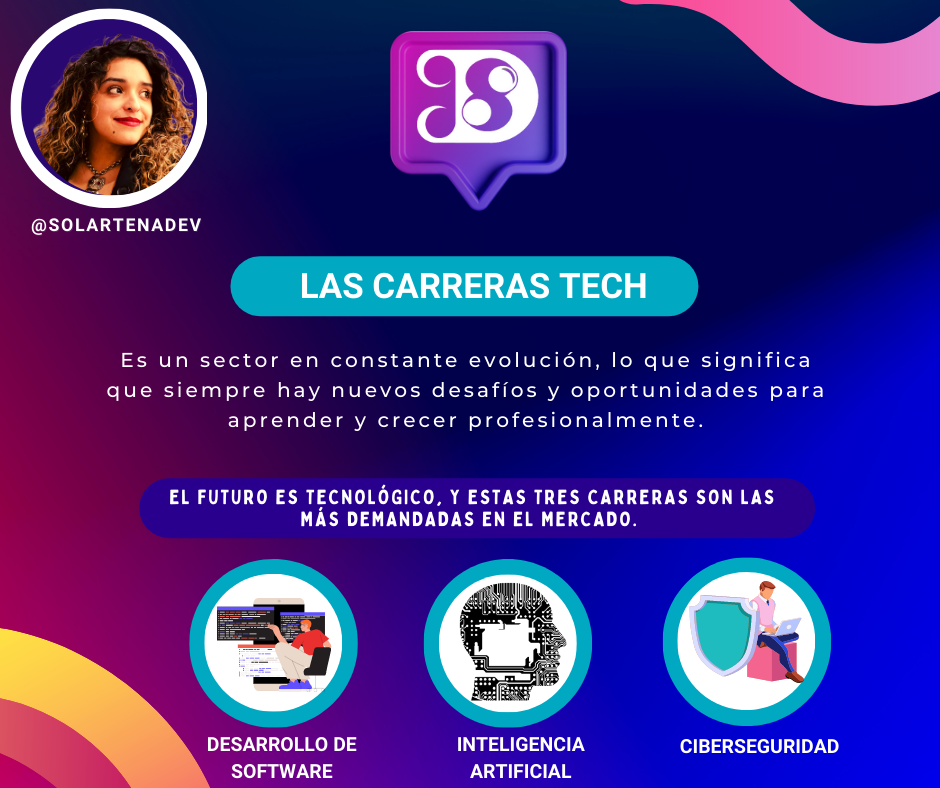 @SOLARTENADEV
LAS CARRERAS TECH
Es un sector en constante evolución, lo que significa
que siempre hay nuevos desafíos y oportunidades para
aprender y crecer profesionalmente.
EL FUTURO ES TECNOLÓGICO, Y ESTAS TRES CARRERAS SON LAS
MÁS DEMANDADAS EN EL MERCADO.
DESARROLLO DE
SOFTWARE
INTELIGENCIA
ARTIFICIAL
CIBERSEGURIDAD